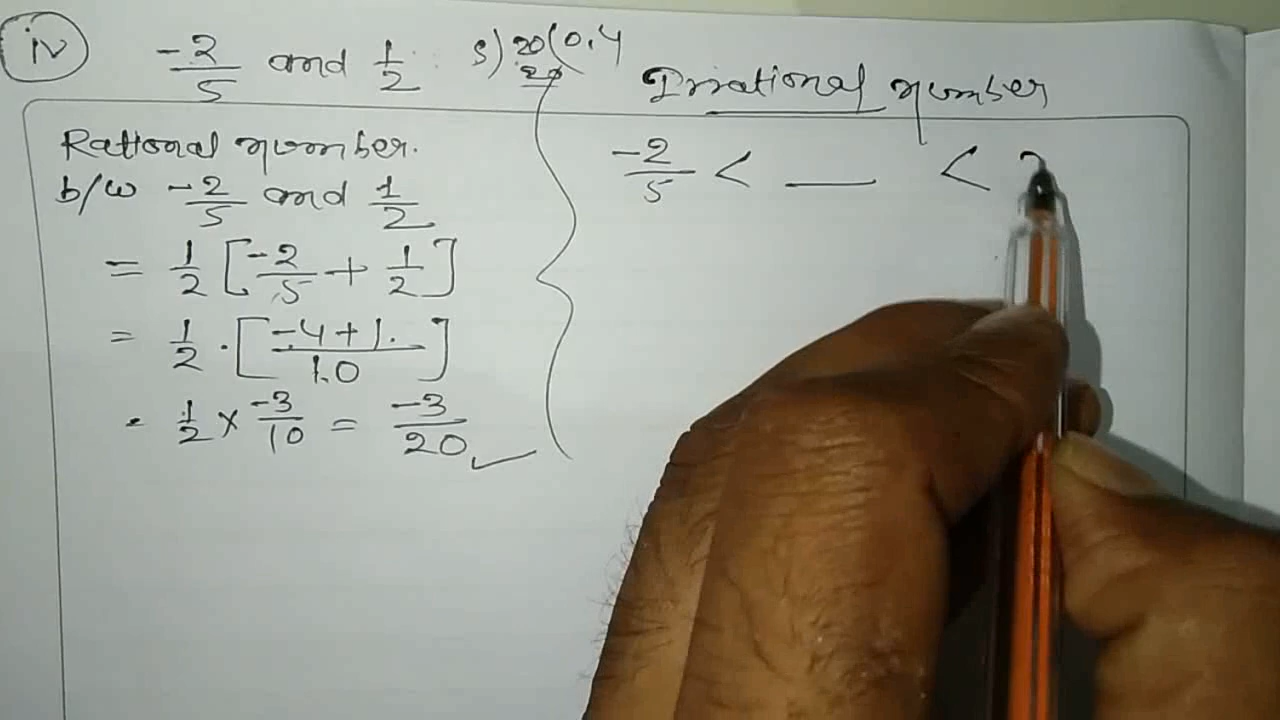 iv -2/5 and 1/2 5)20(0.4
20
Irrational number
Rational number.
b/w -2/5 and 1/2
= 1/2 [-2/5 + 1/2]
= 1/2 . [-4+1./10]
= 1/2 × -3/10 = -3/20 ✓
-2/5 < __ <